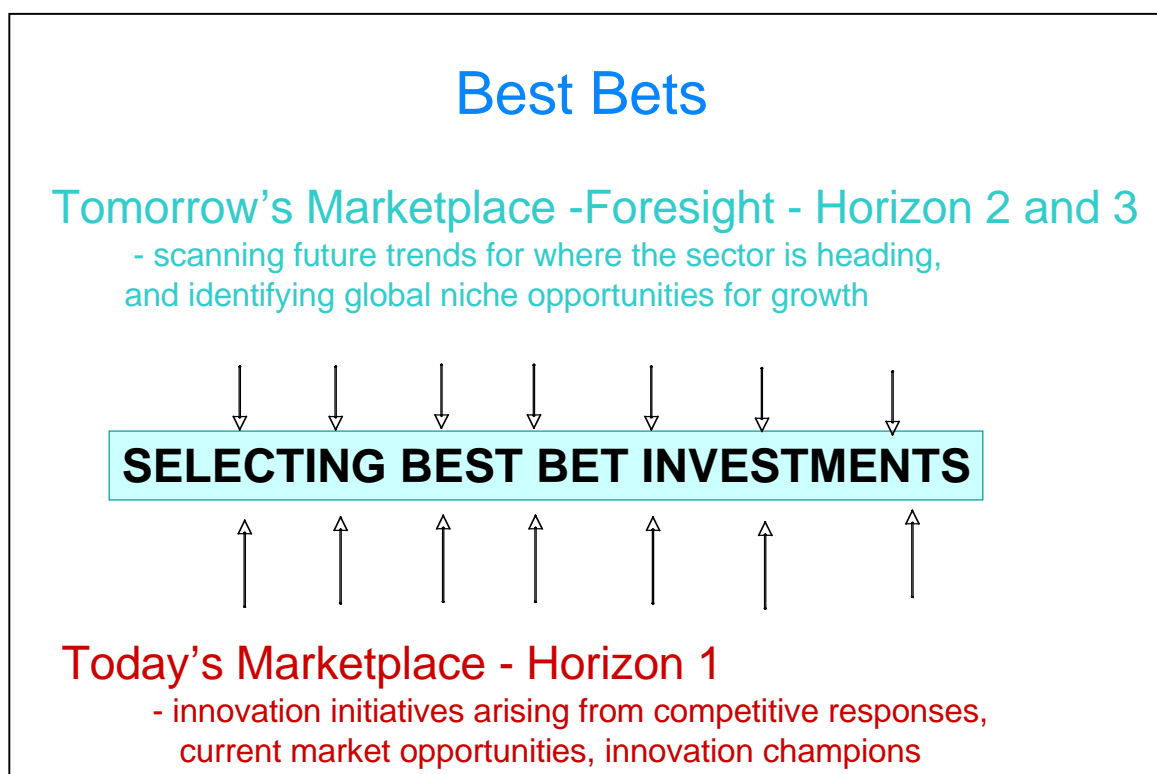 Best Bets
Tomorrow’s Marketplace -Foresight - Horizon 2 and 3
- scanning future trends for where the sector is heading,
and identifying global niche opportunities for growth
SELECTING BEST BET INVESTMENTS
Today’s Marketplace - Horizon 1
- innovation initiatives arising from competitive responses,
current market opportunities, innovation champions